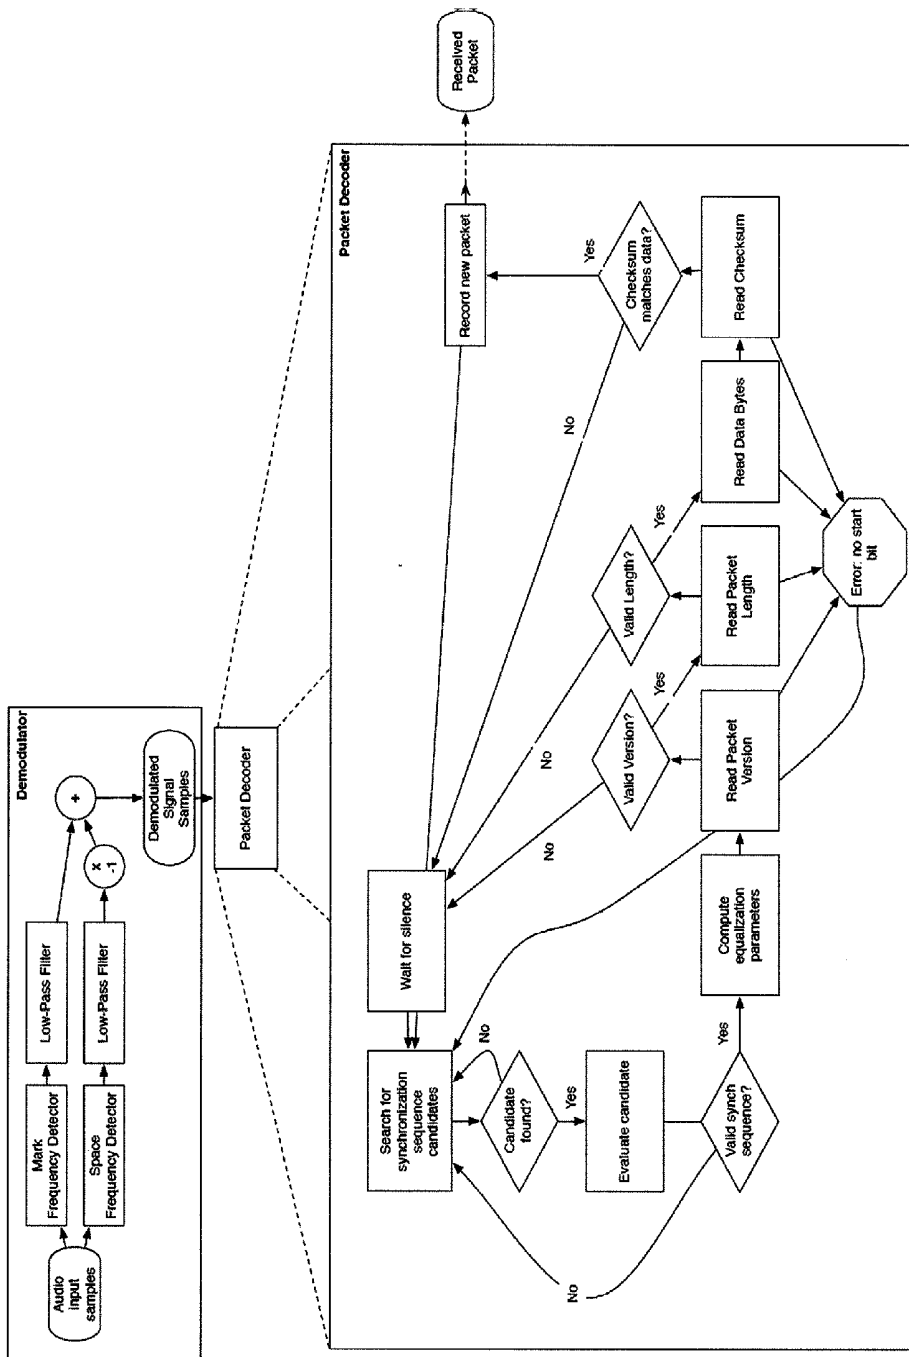 Demodulator
Audio
input
samples
Mark
Frequency Detector
Low-Pass Filter
Space
Frequency Detector
Low-Pass Filter
x
-1
+
Demodulated
Signal
Samples
Packet Decoder
Packet Decoder
Search for
synchronization
sequence
candidates
Wait for silence
Record new packet
Received
Packet
Candidate
found?
No
Yes
Evaluate candidate
Valid synch
sequence?
No
Yes
Compute
equalization
parameters
Read Packet
Version
Valid Version?
No
Yes
Read Packet
Length
Valid Length?
No
Yes
Read Data Bytes
Read Checksum
Checksum
matches data?
No
Yes
Error: no start
bit